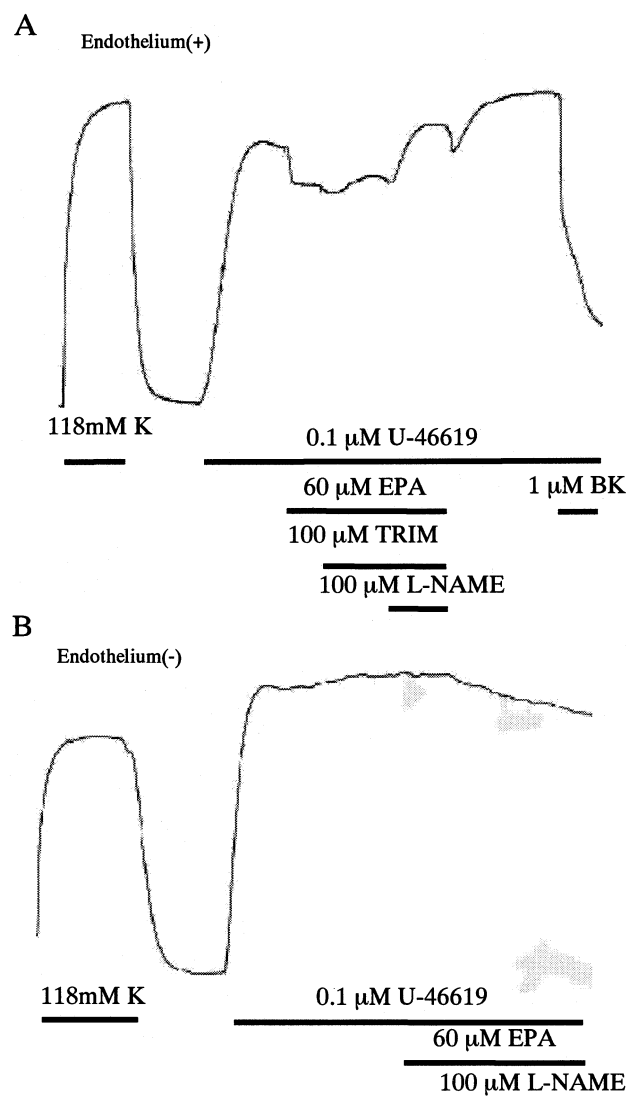 A
Endothelium(+)
118mM K
0.1 μM U-46619
60 μM EPA
1 μM BK
100 μM TRIM
100 μM L-NAME
B
Endothelium(-)
118mM K
0.1 μM U-46619
60 μM EPA
100 μM L-NAME